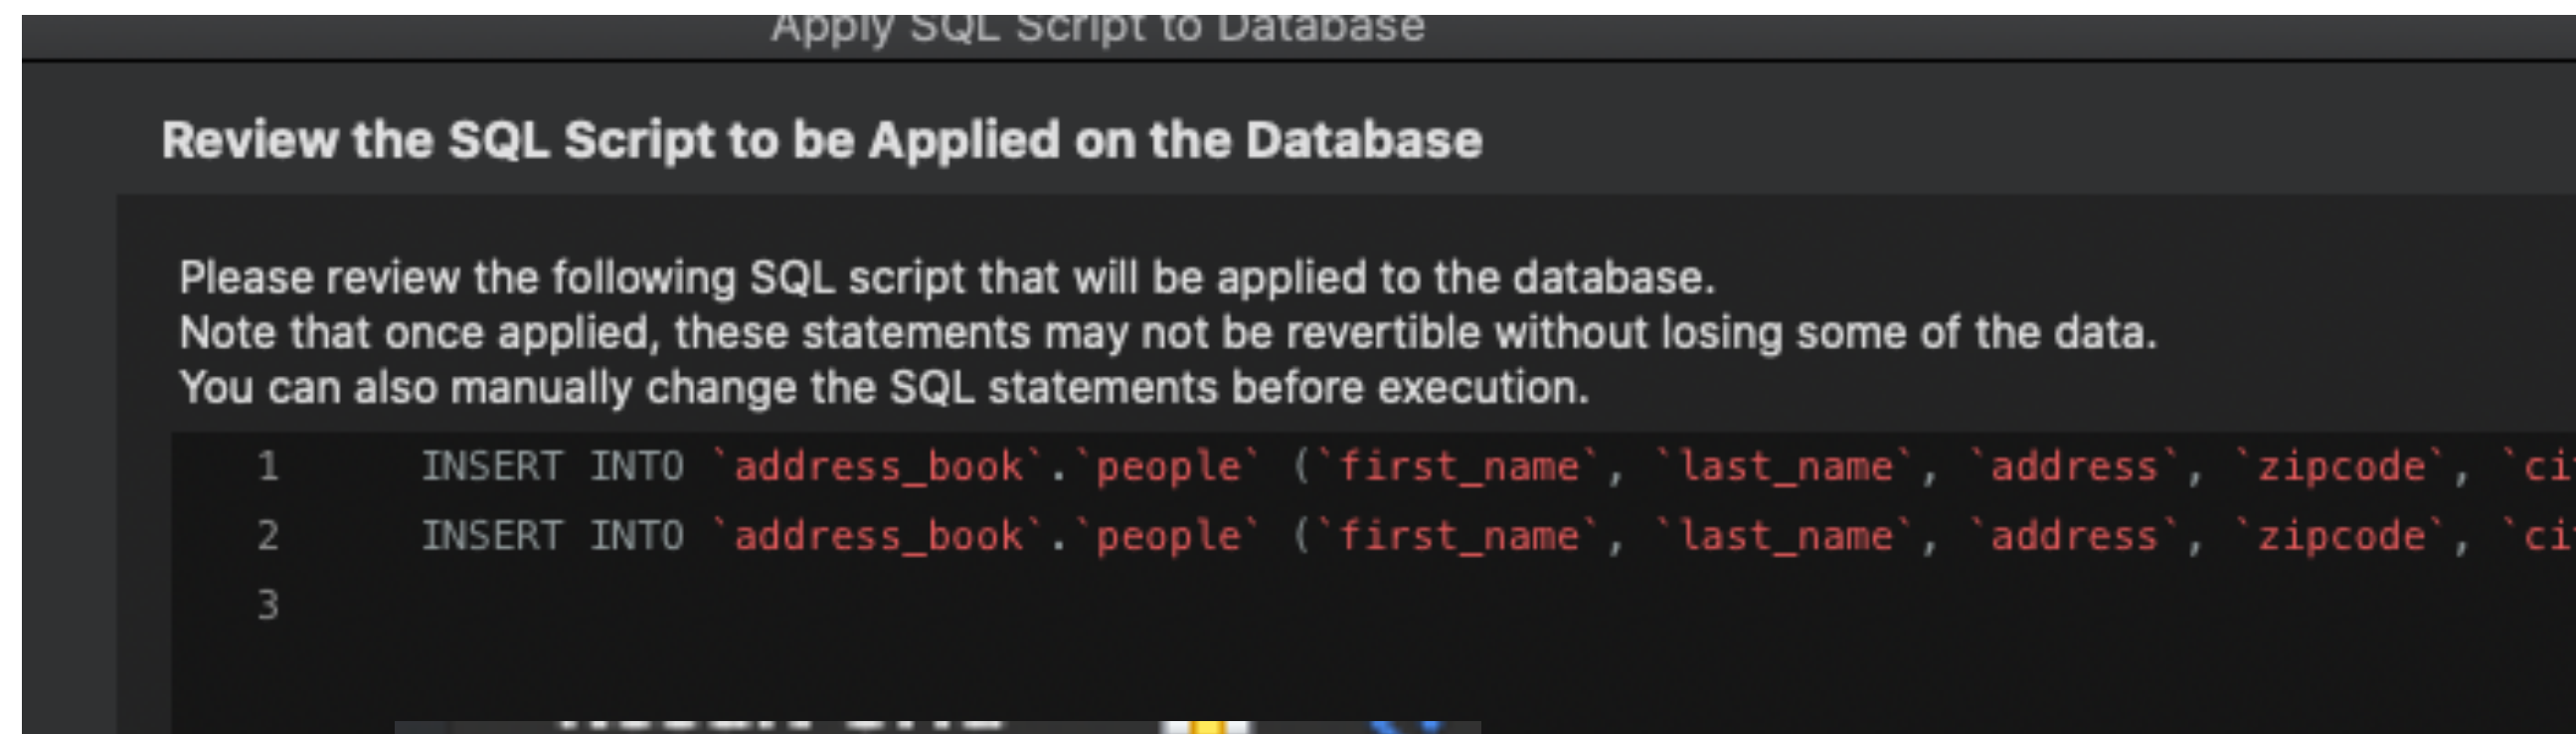 Apply SQL Script to Database
Review the SQL Script to be Applied on the Database
Please review the following SQL script that will be applied to the database.
Note that once applied, these statements may not be revertible without losing some of the data.
You can also manually change the SQL statements before execution.
1 INSERT INTO `address_book`.`people` (`first_name`, `last_name`, `address`, `zipcode`, `ci
2 INSERT INTO `address_book`.`people` (`first_name`, `last_name`, `address`, `zipcode`, `ci
3